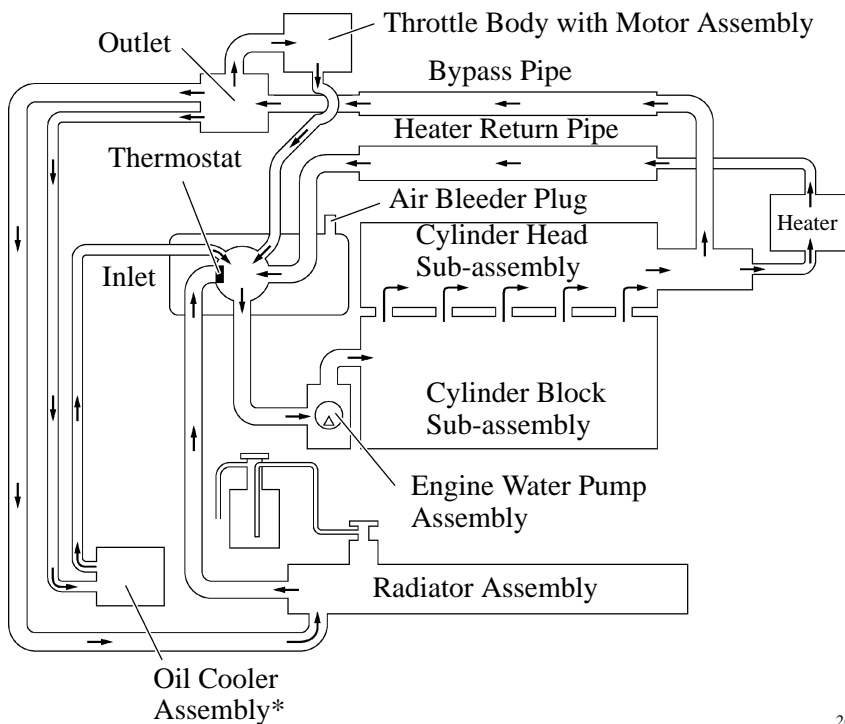 Throttle Body with Motor Assembly
Outlet
Bypass Pipe
Heater Return Pipe
Thermostat
Air Bleeder Plug
Heater
Cylinder Head
Sub-assembly
Inlet
Cylinder Block
Sub-assembly
Engine Water Pump
Assembly
Radiator Assembly
Oil Cooler
Assembly*